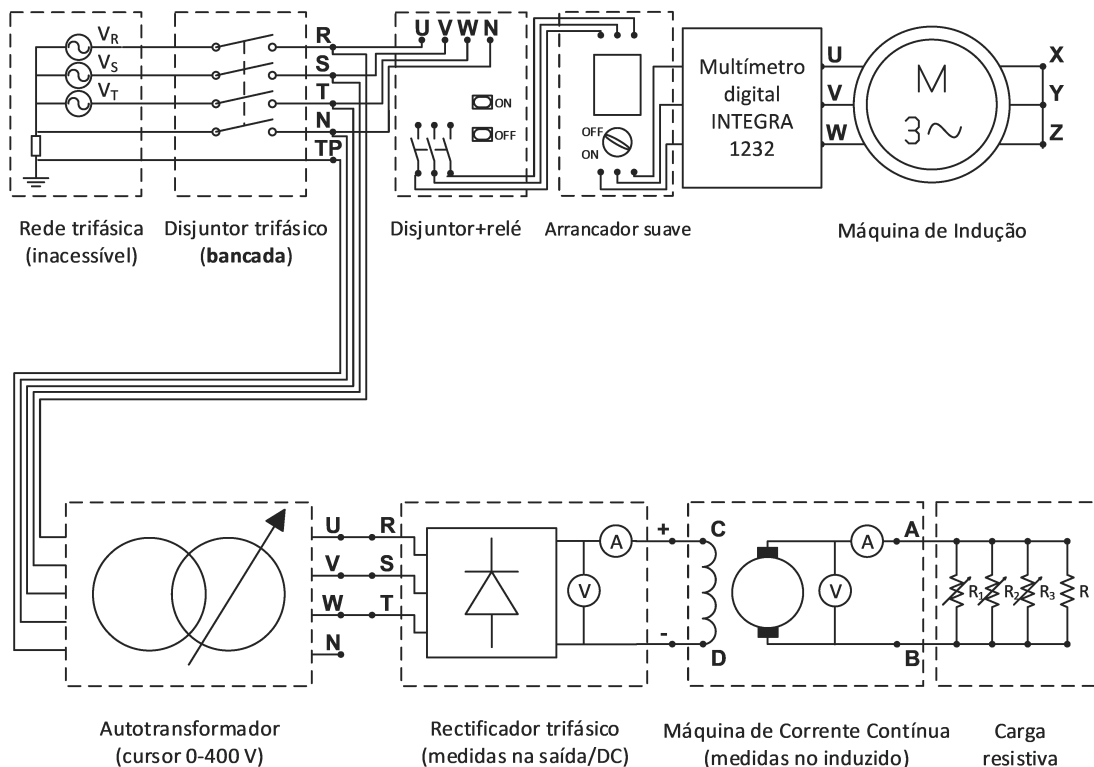 V_R
V_S
V_T
R
S
T
N
TP
U V W N
ON
OFF
OFF
ON
Multímetro
digital
INTEGRA
1232
U
V
W
M
3~
X
Y
Z
Rede trifásica
(inacessível)
Disjuntor trifásico
(bancada)
Disjuntor+relé
Arrancador suave
Máquina de Indução
U
V
W
N
R
S
T
A
V
+
-
C
D
A
V
A
B
R₁
R₂
R₃
R
Autotransformador
(cursor 0-400 V)
Rectificador trifásico
(medidas na saída/DC)
Máquina de Corrente Contínua
(medidas no induzido)
Carga
resistiva